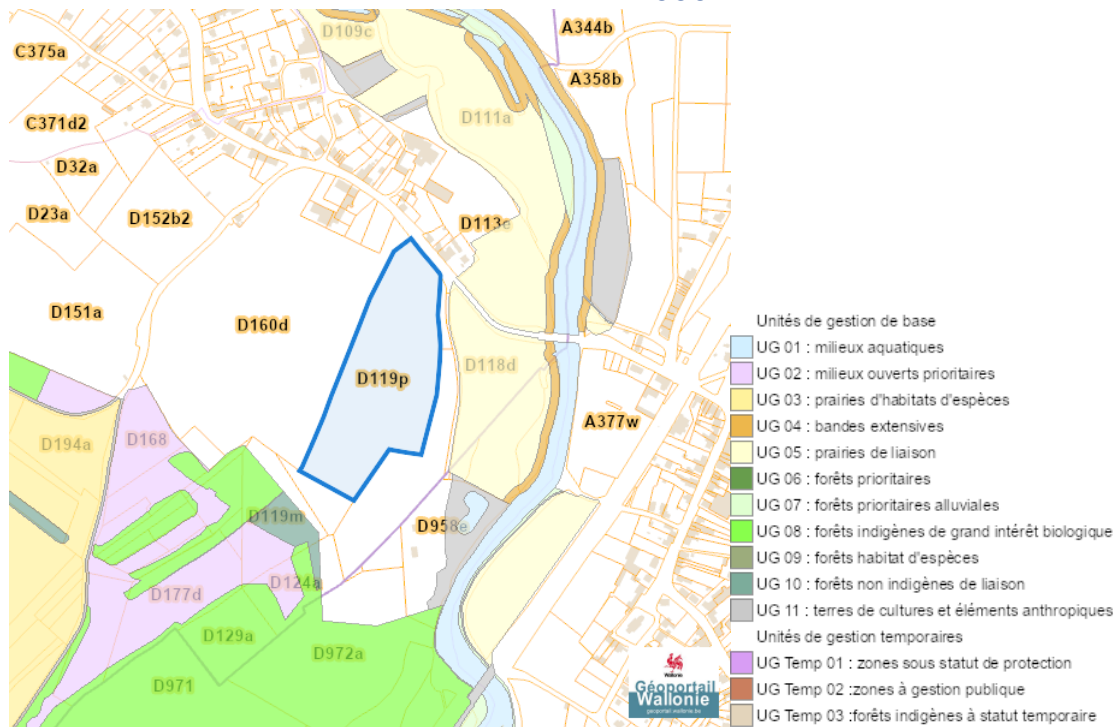 D109c
A344b
C375a
A358b
D111a
C371d2
D32a
D23a
D152b2
D113e
D151a
D160d
D119p
D118d
A377w
D194a
D168
D119m
D958e
D124a
D177d
D129a
D972a
D971
Unités de gestion de base
UG 01 : milieux aquatiques
UG 02 : milieux ouverts prioritaires
UG 03 : prairies d'habitats d'espèces
UG 04 : bandes extensives
UG 05 : prairies de liaison
UG 06 : forêts prioritaires
UG 07 : forêts prioritaires alluviales
UG 08 : forêts indigènes de grand intérêt biologique
UG 09 : forêts habitat d'espèces
UG 10 : forêts non indigènes de liaison
UG 11 : terres de cultures et éléments anthropiques
Unités de gestion temporaires
UG Temp 01 : zones sous statut de protection
UG Temp 02 :zones à gestion publique
UG Temp 03 :forêts indigènes à statut temporaire
Wallonie
Géoportail
Wallonie
geoportail.wallonie.be